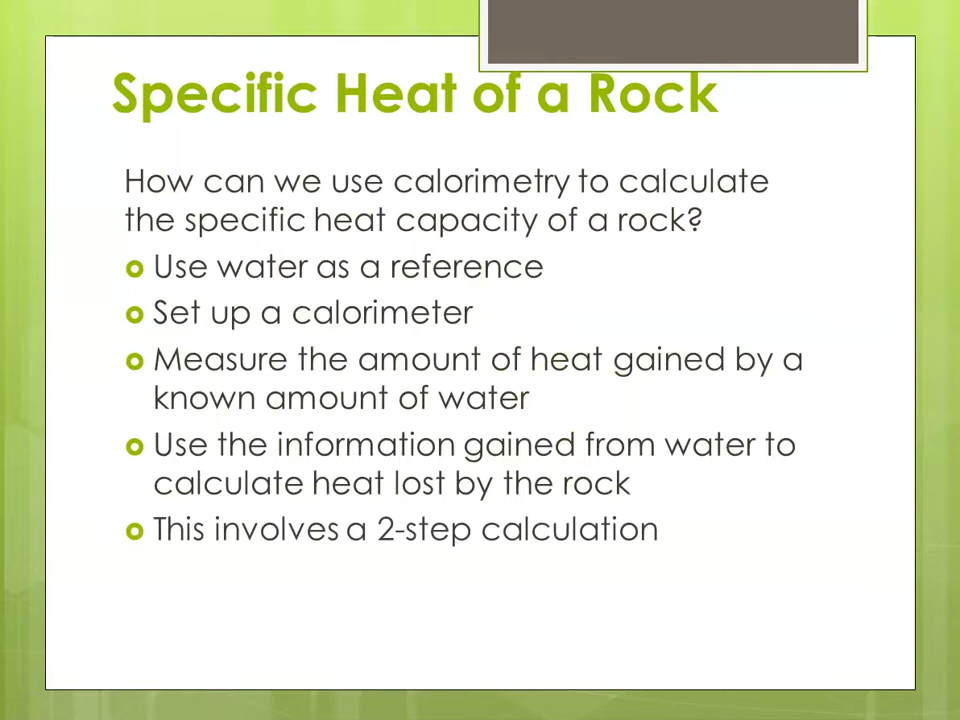 Specific Heat of a Rock
How can we use calorimetry to calculate
the specific heat capacity of a rock?
Use water as a reference
Set up a calorimeter
Measure the amount of heat gained by a
known amount of water
Use the information gained from water to
calculate heat lost by the rock
This involves a 2-step calculation